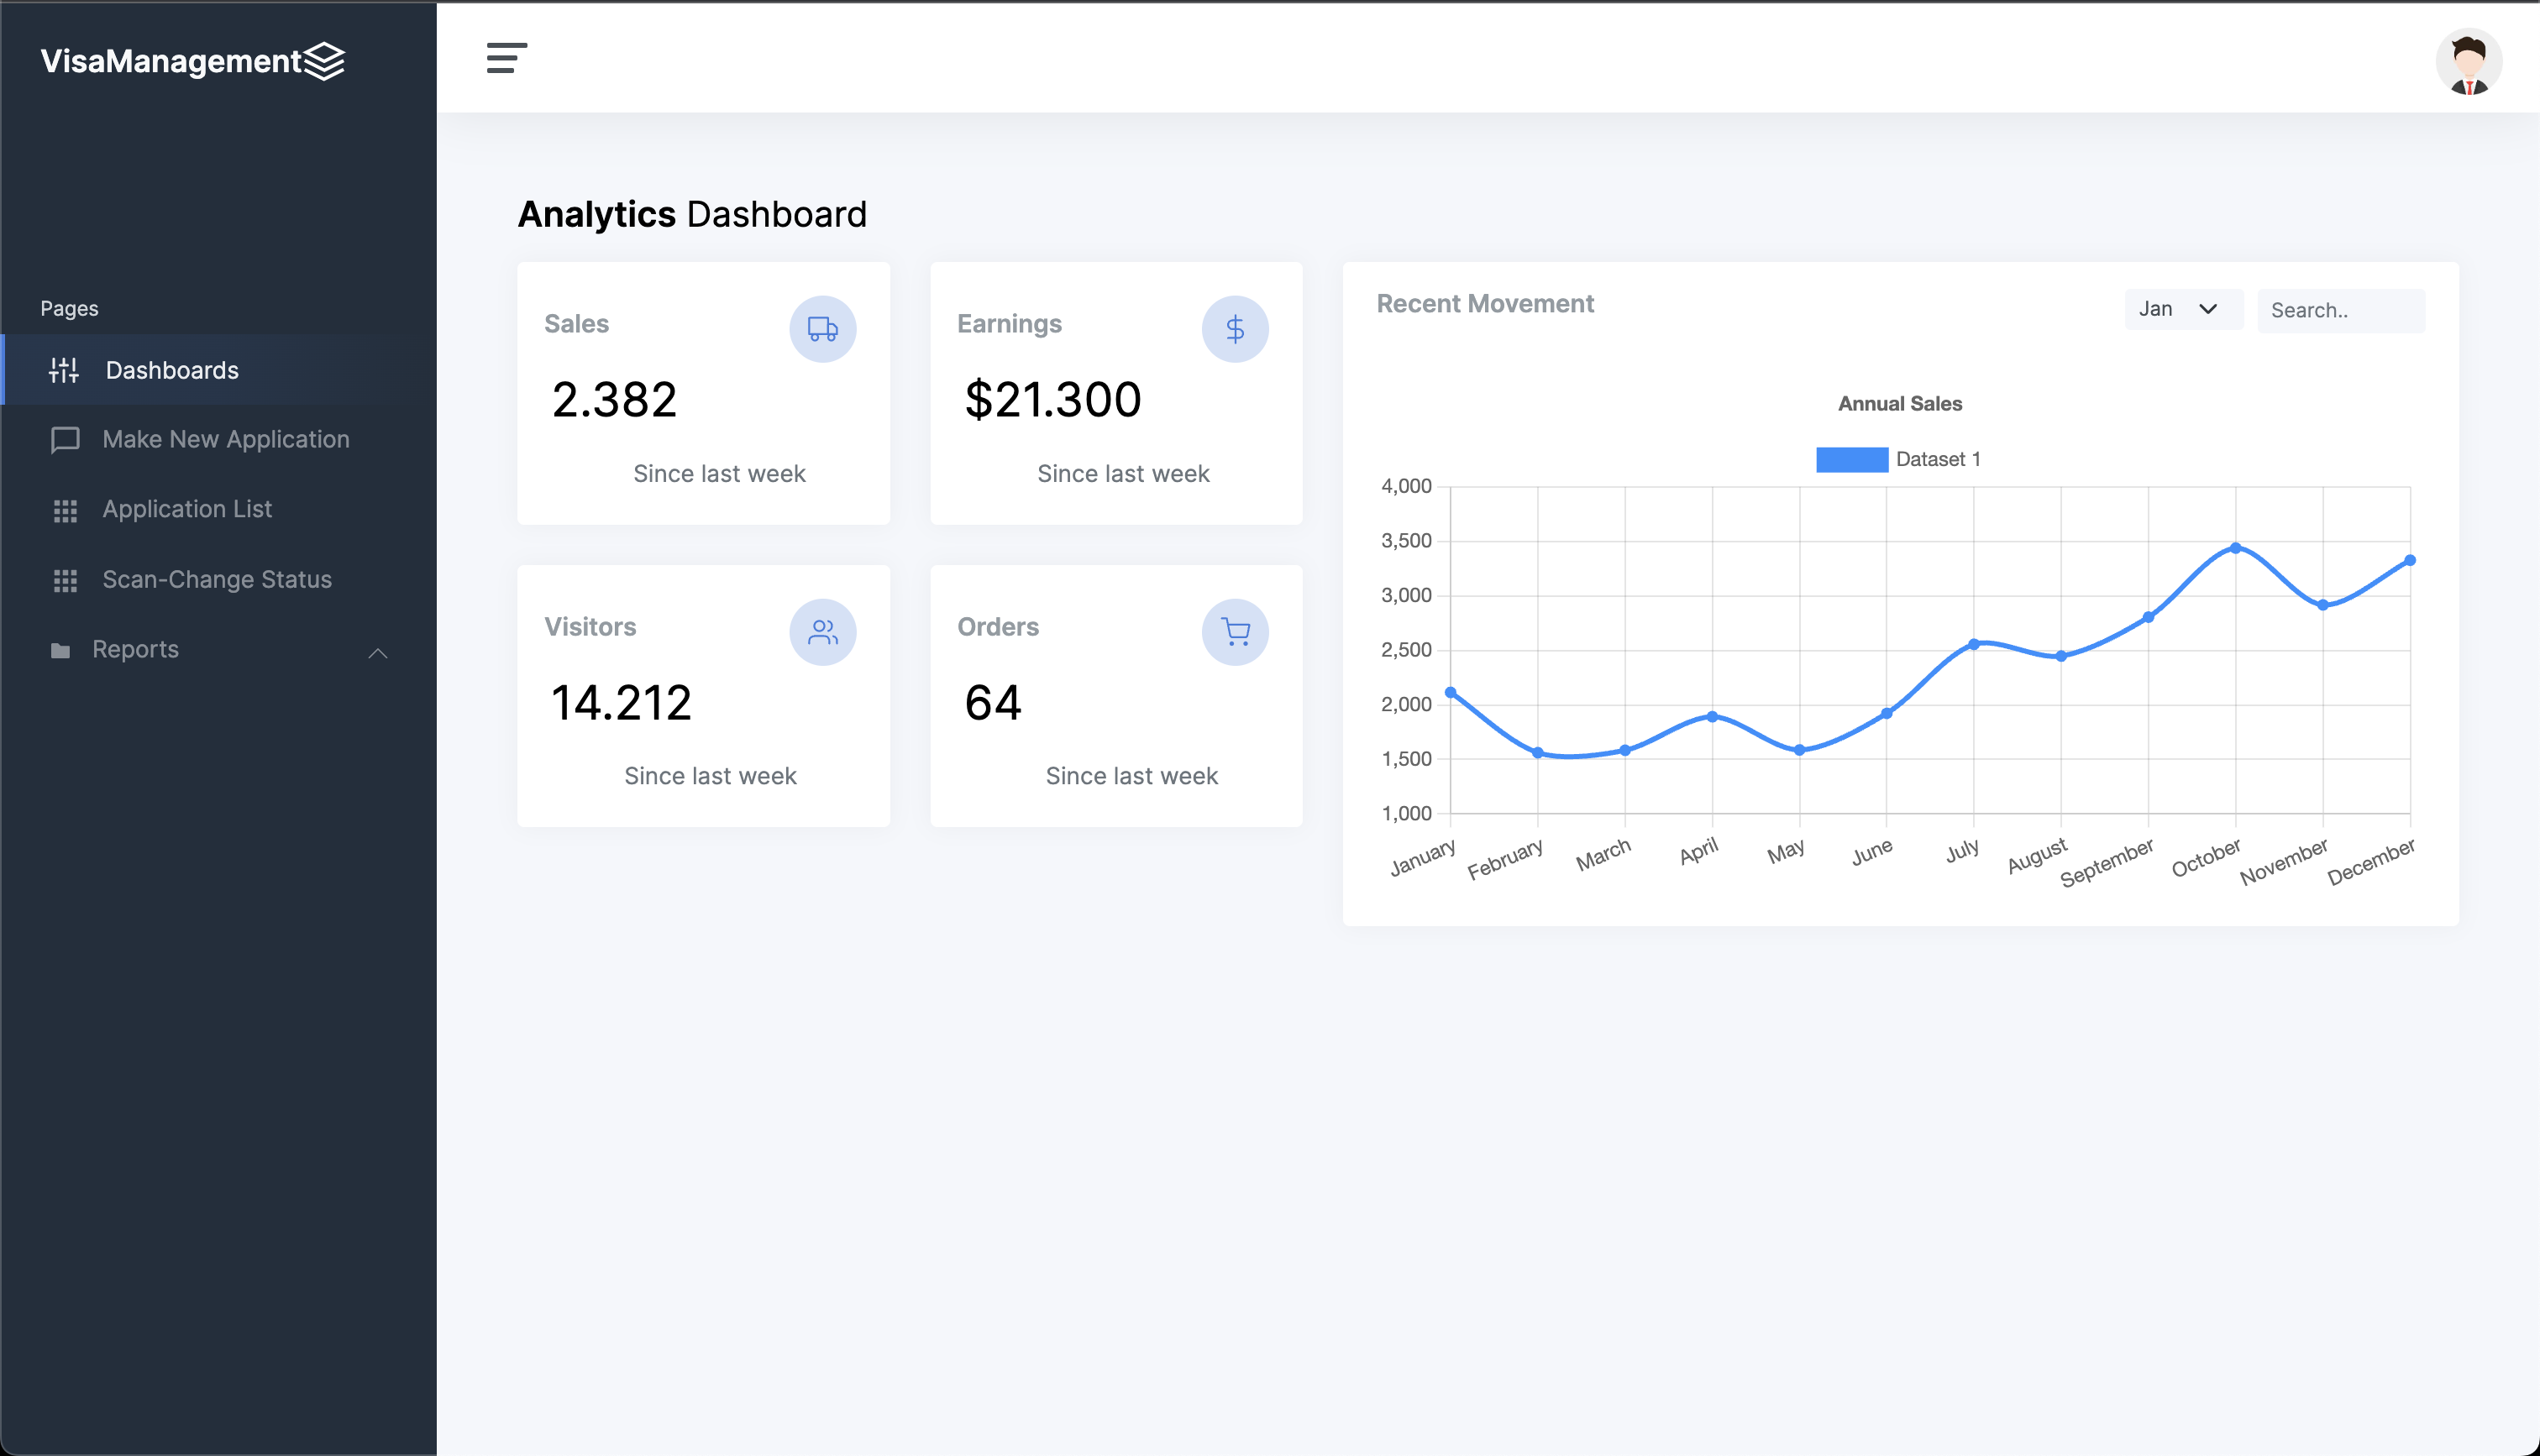 VisaManagement
Pages
Dashboards
Make New Application
Application List
Scan-Change Status
Reports
Analytics Dashboard
Sales
2.382
Since last week
Earnings
$21.300
Since last week
Visitors
14.212
Since last week
Orders
64
Since last week
Recent Movement
Jan
Search..
Annual Sales
Dataset 1
4,000
3,500
3,000
2,500
2,000
1,500
1,000
January
February
March
April
May
June
July
August
September
October
November
December